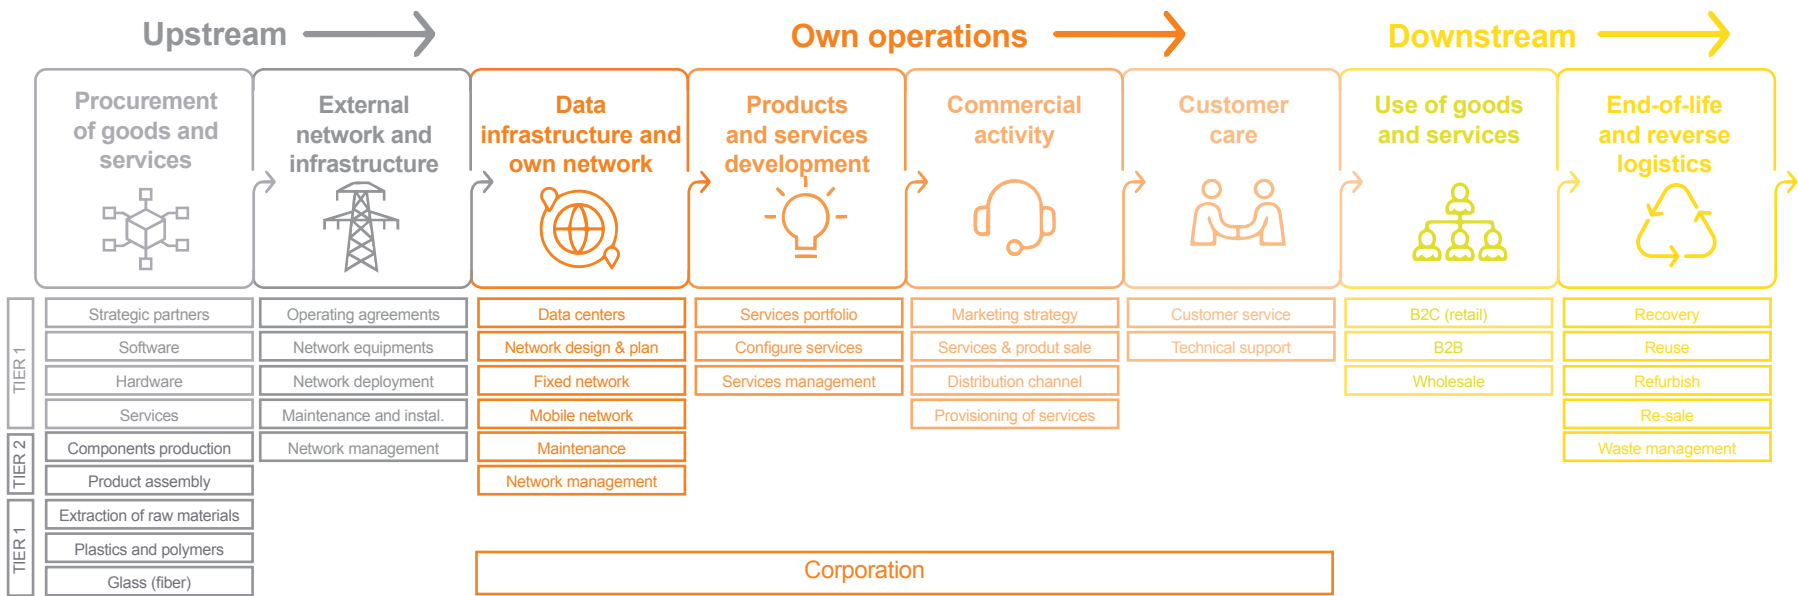 Upstream
Own operations
Downstream
Procurement
of goods and
services
External
network and
infrastructure
Data
infrastructure and
own network
Products
and services
development
Commercial
activity
Customer
care
Use of goods
and services
End-of-life
and reverse
logistics
TIER 1
Strategic partners
Software
Hardware
Services
TIER 2
Components production
Product assembly
TIER 1
Extraction of raw materials
Plastics and polymers
Glass (fiber)
Operating agreements
Network equipments
Network deployment
Maintenance and instal.
Network management
Data centers
Network design & plan
Fixed network
Mobile network
Maintenance
Network management
Services portfolio
Configure services
Services management
Marketing strategy
Services & produt sale
Distribution channel
Provisioning of services
Customer service
Technical support
B2C (retail)
B2B
Wholesale
Recovery
Reuse
Refurbish
Re-sale
Waste management
Corporation